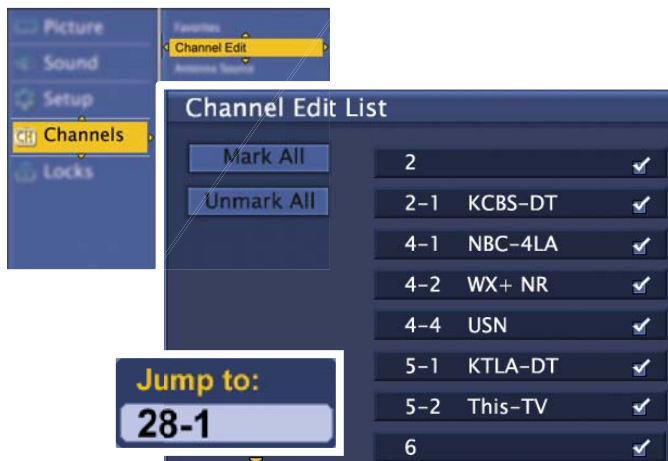 Picture
Sound
Setup
CH Channels
Locks
Favorites
Channel Edit
Antenna Source
Channel Edit List
Mark All
Unmark All
2
2-1 KCBS-DT
4-1 NBC-4LA
4-2 WX+ NR
4-4 USN
5-1 KTLA-DT
5-2 This-TV
6
Jump to:
28-1